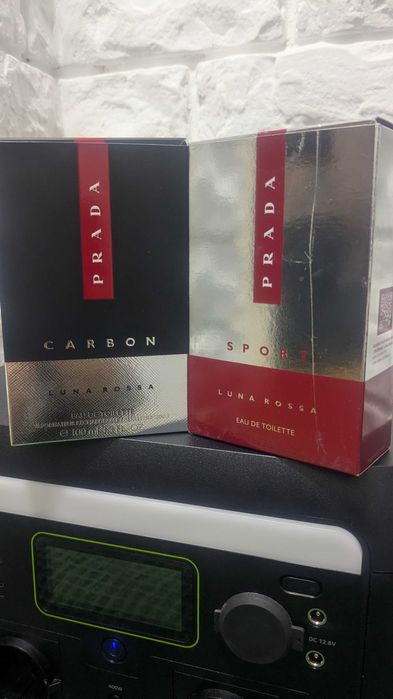 PRADA
CARBON
LUNA ROSSA
EAU DE TOILETTE
℮ 100 ml
PRADA
SPORT
LUNA ROSSA
EAU DE TOILETTE
DC 12.6V
400W